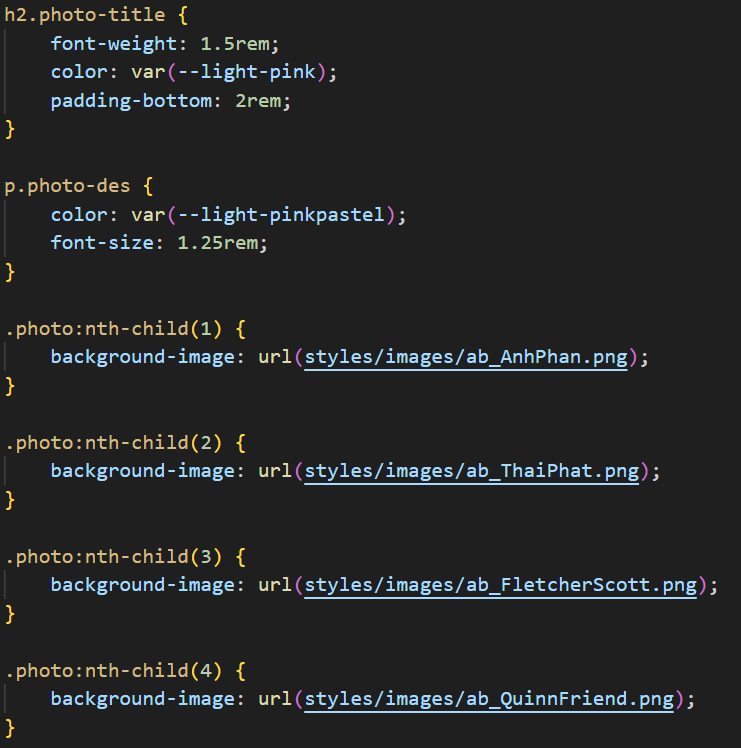 h2.photo-title {
    font-weight: 1.5rem;
    color: var(--light-pink);
    padding-bottom: 2rem;
}

p.photo-des {
    color: var(--light-pinkpastel);
    font-size: 1.25rem;
}

.photo:nth-child(1) {
    background-image: url(styles/images/ab_AnhPhan.png);
}

.photo:nth-child(2) {
    background-image: url(styles/images/ab_ThaiPhat.png);
}

.photo:nth-child(3) {
    background-image: url(styles/images/ab_FletcherScott.png);
}

.photo:nth-child(4) {
    background-image: url(styles/images/ab_QuinnFriend.png);
}